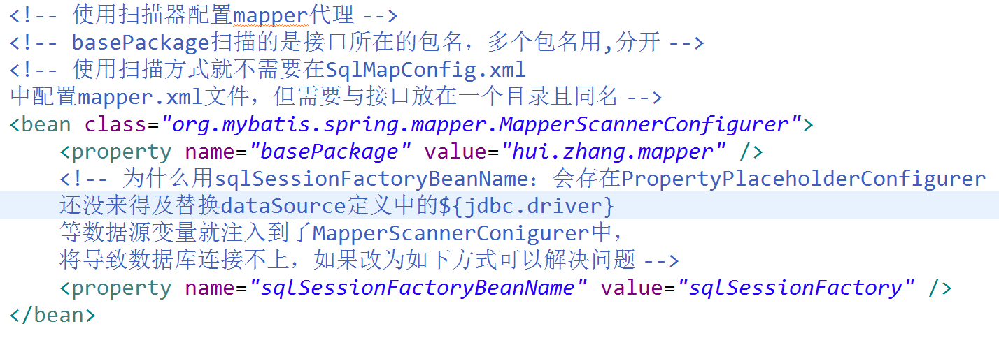 <!-- 使用扫描器配置mapper代理 -->
<!-- basePackage扫描的是接口所在的包名，多个包名用,分开 -->
<!-- 使用扫描方式就不需要在SqlMapConfig.xml
中配置mapper.xml文件，但需要与接口放在一个目录且同名 -->
<bean class="org.mybatis.spring.mapper.MapperScannerConfigurer">
    <property name="basePackage" value="hui.zhang.mapper" />
    <!-- 为什么用sqlSessionFactoryBeanName：会存在PropertyPlaceholderConfigurer
    还没来得及替换dataSource定义中的${jdbc.driver}
    等数据源变量就注入到了MapperScannerConigurer中，
    将导致数据库连接不上，如果改为如下方式可以解决问题 -->
    <property name="sqlSessionFactoryBeanName" value="sqlSessionFactory" />
</bean>